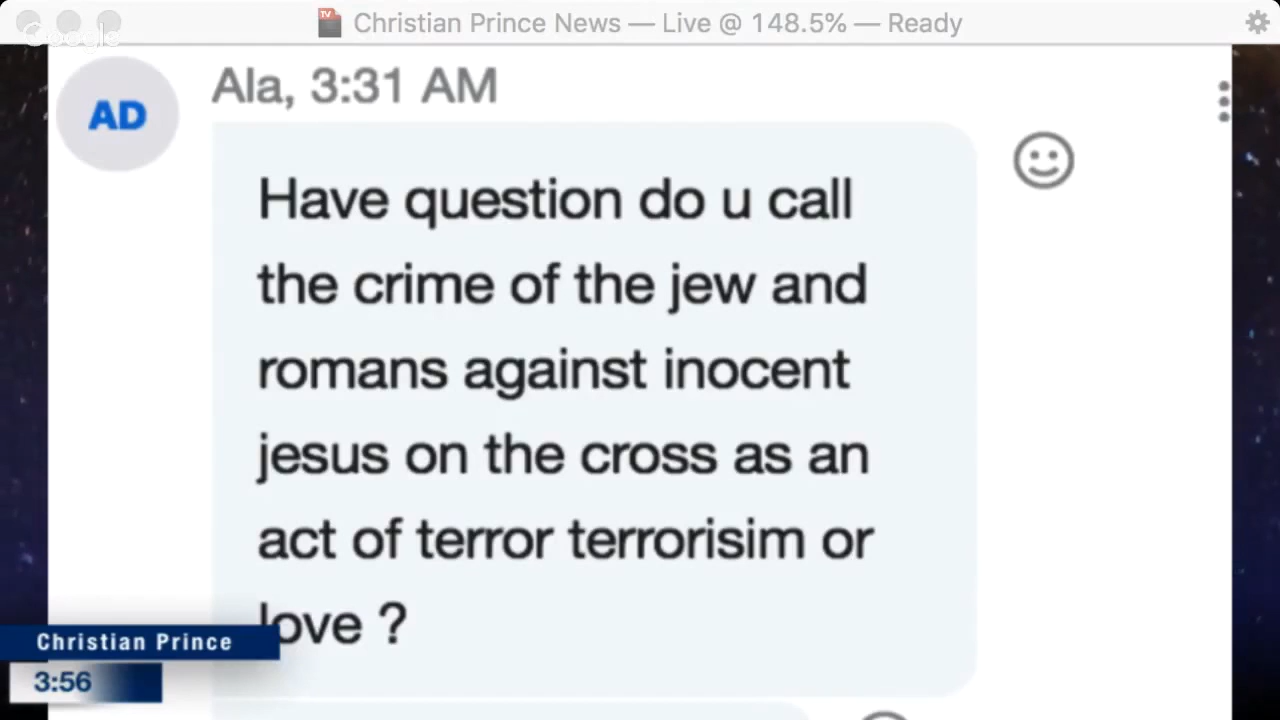 Christian Prince News — Live @ 148.5% — Ready
Google
Ala, 3:31 AM
AD
Have question do u call
the crime of the jew and
romans against inocent
jesus on the cross as an
act of terror terrorisim or
love ?
Christian Prince
3:56